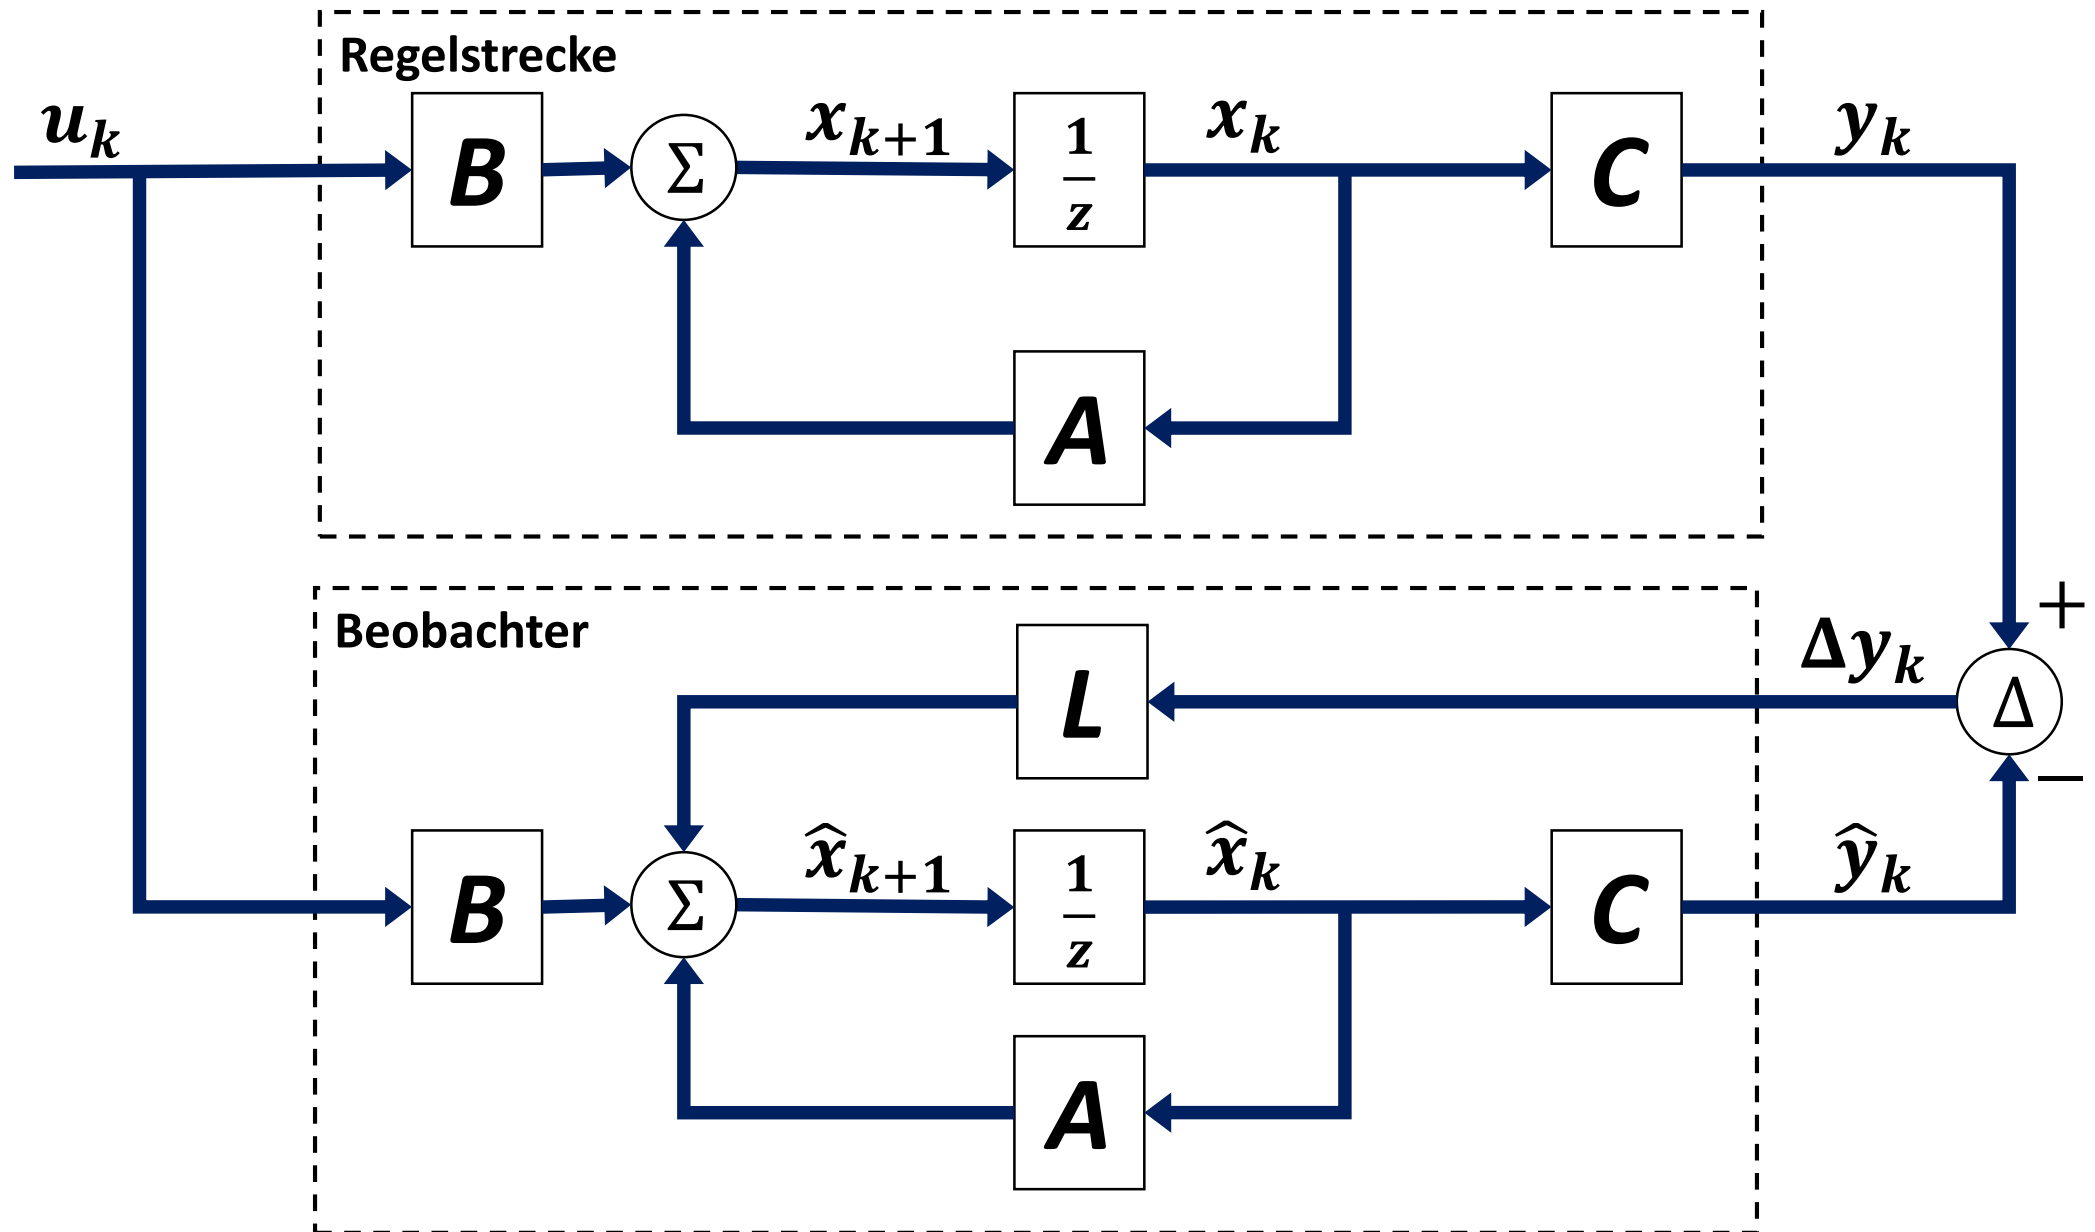 Regelstrecke
u_k
B
Σ
x_{k+1}
1/z
x_k
C
y_k
A
+
Beobachter
L
Δy_k
Δ
−
B
Σ
x̂_{k+1}
1/z
x̂_k
C
ŷ_k
A